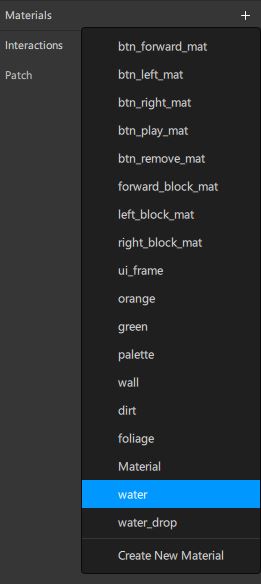 Materials +
Interactions
Patch
btn_forward_mat
btn_left_mat
btn_right_mat
btn_play_mat
btn_remove_mat
forward_block_mat
left_block_mat
right_block_mat
ui_frame
orange
green
palette
wall
dirt
foliage
Material
water
water_drop
Create New Material